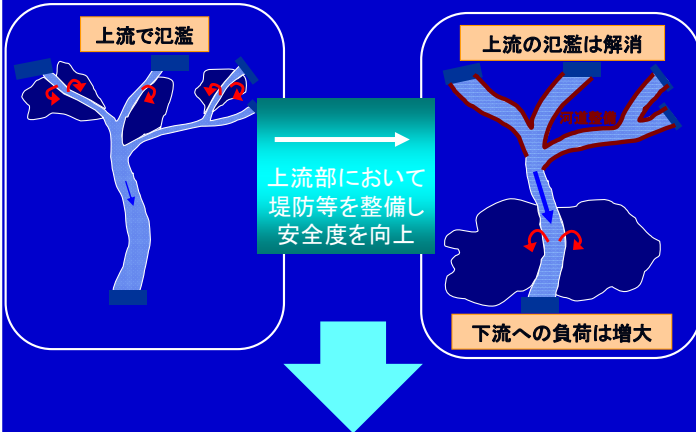 上流で氾濫
上流の氾濫は解消
河道整備
上流部において
堤防等を整備し
安全度を向上
下流への負荷は増大